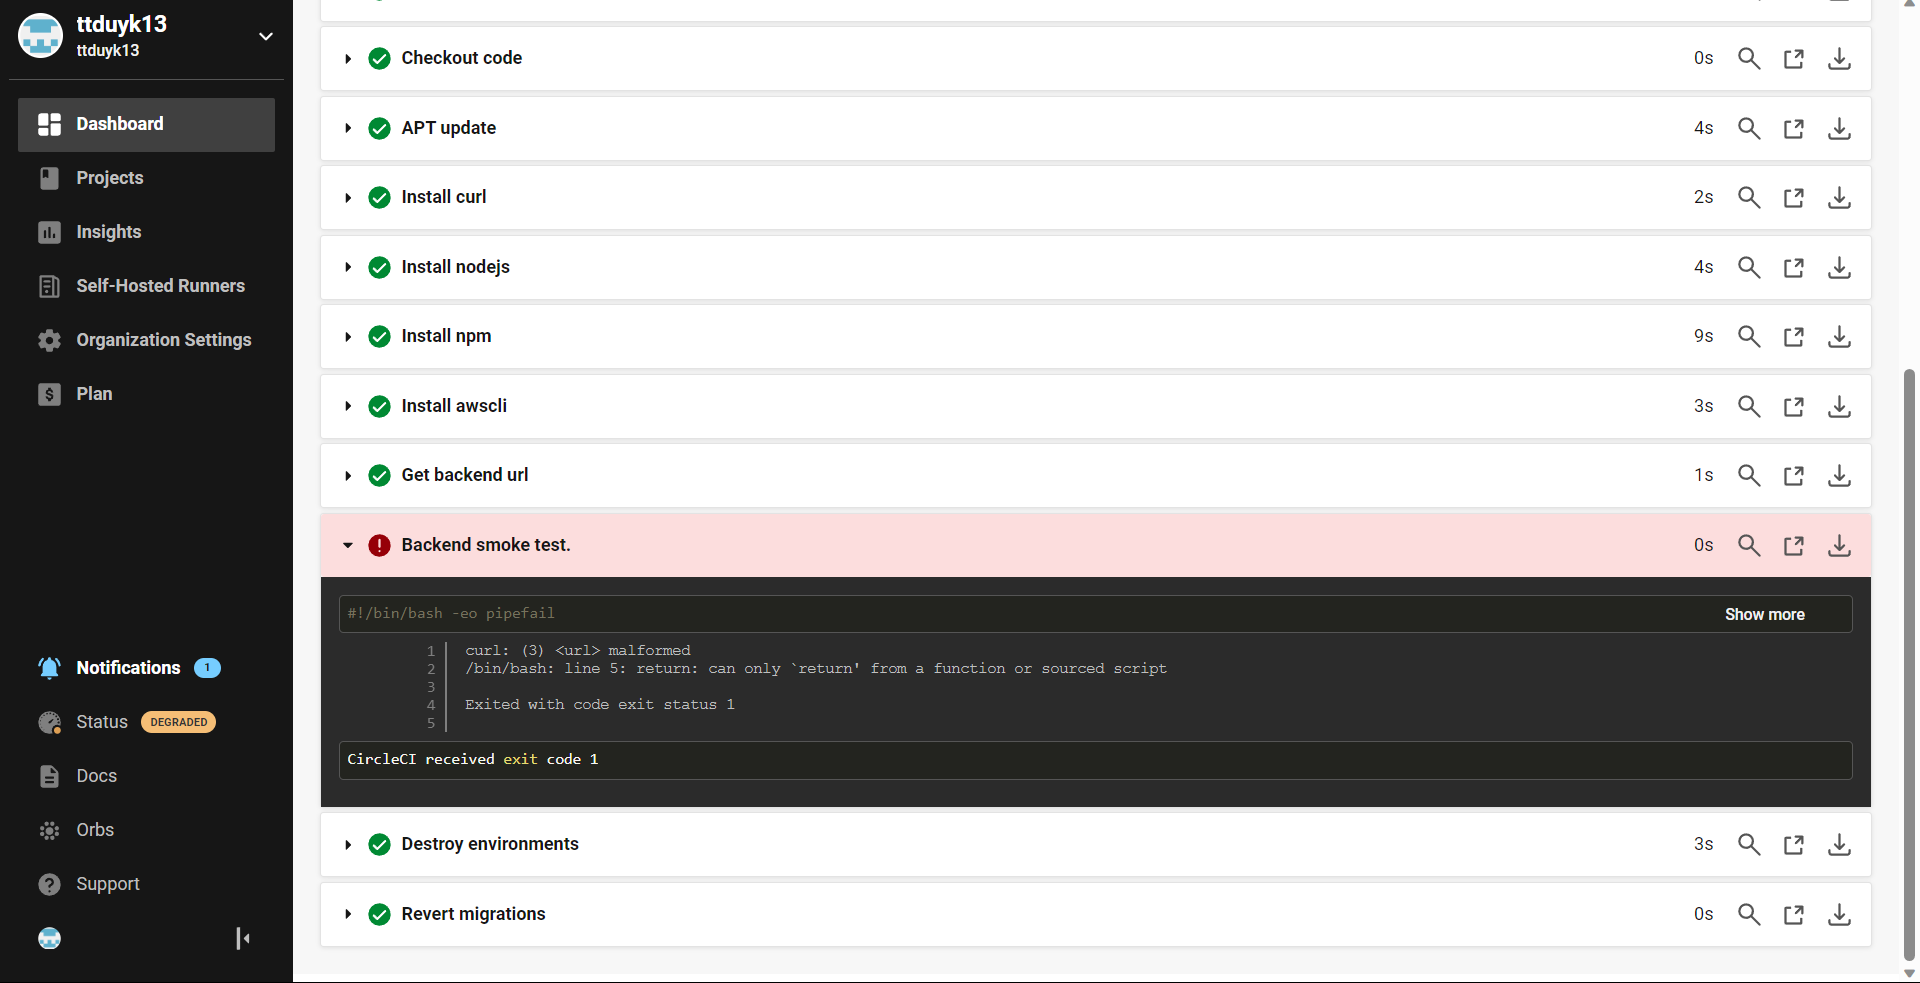 ttduyk13
ttduyk13
Dashboard
Projects
Insights
Self-Hosted Runners
Organization Settings
Plan
Notifications 1
Status DEGRADED
Docs
Orbs
Support
Checkout code 0s
APT update 4s
Install curl 2s
Install nodejs 4s
Install npm 9s
Install awscli 3s
Get backend url 1s
Backend smoke test. 0s
#!/bin/bash -eo pipefail Show more
1 curl: (3) <url> malformed
2 /bin/bash: line 5: return: can only `return' from a function or sourced script
3
4 Exited with code exit status 1
5
CircleCI received exit code 1
Destroy environments 3s
Revert migrations 0s